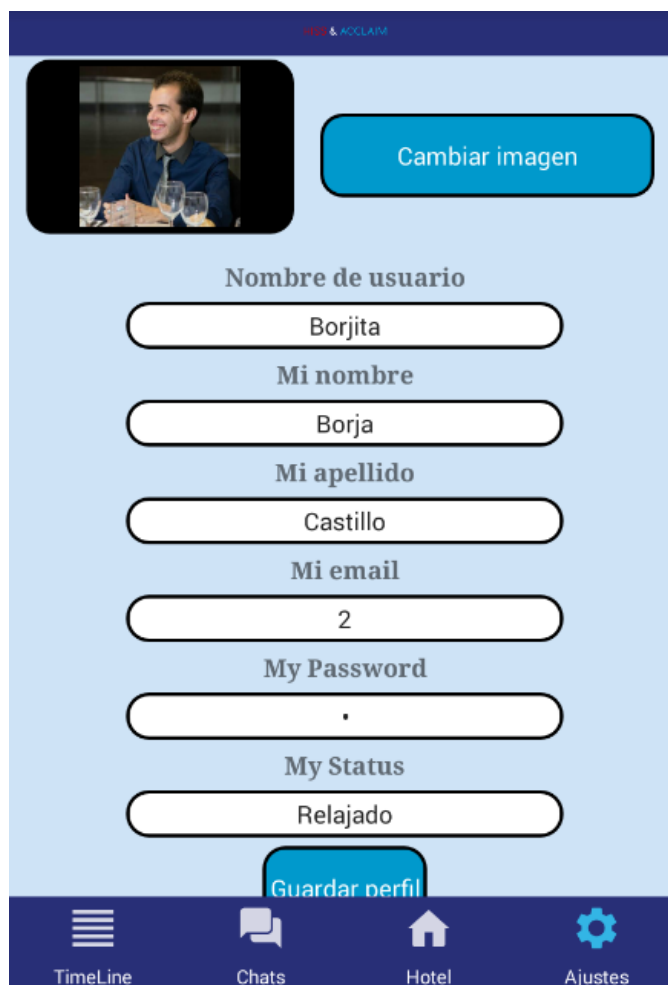 & ACCLAIM
Cambiar imagen
Nombre de usuario
Borjita
Mi nombre
Borja
Mi apellido
Castillo
Mi email
2
My Password
•
My Status
Relajado
Guardar perfil
TimeLine Chats Hotel Ajustes